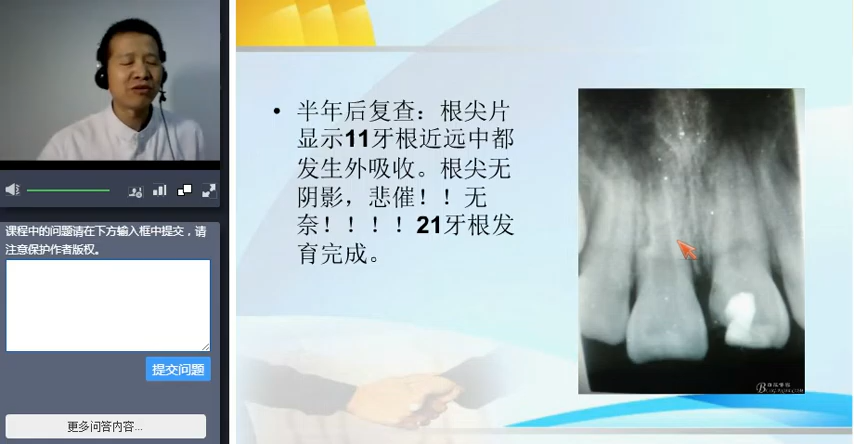 课程中的问题请在下方输入框中提交，请
注意保护作者版权。
提交问题
更多问答内容...
• 半年后复查：根尖片
显示11牙根近远中都
发生外吸收。根尖无
阴影，悲催！！无
奈！！！！21牙根发
育完成。